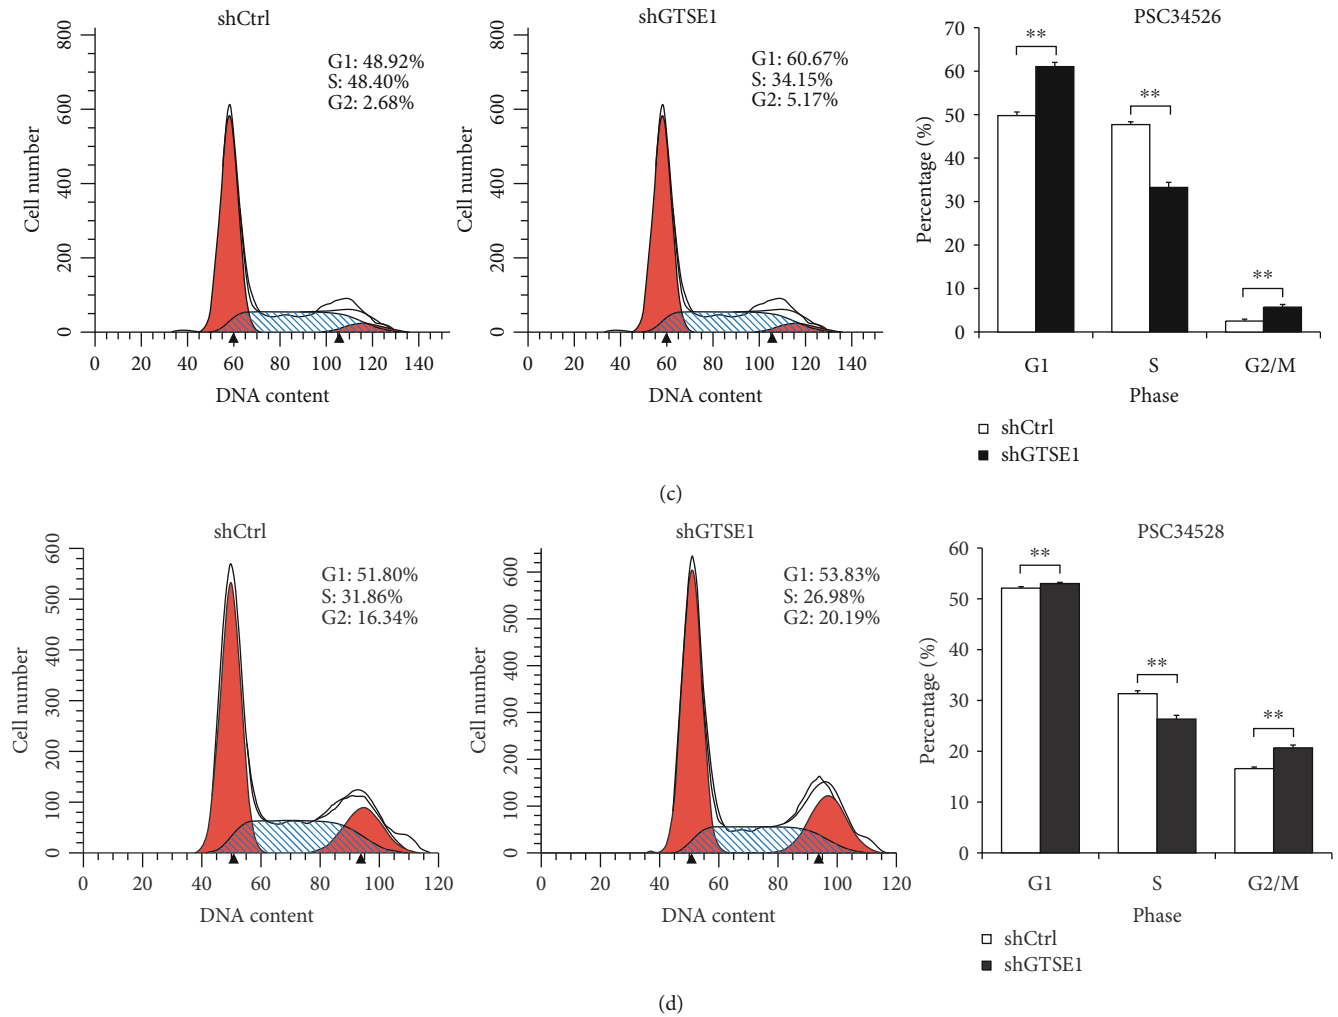 shCtrl
G1: 48.92%
S: 48.40%
G2: 2.68%
Cell number
800
600
400
200
0
0 20 40 60 80 100 120 140
DNA content
shGTSE1
G1: 60.67%
S: 34.15%
G2: 5.17%
Cell number
800
600
400
200
0
0 20 40 60 80 100 120 140
DNA content
PSC34526
Percentage (%)
70
60
50
40
30
20
10
0
**
**
**
G1 S G2/M
Phase
shCtrl
shGTSE1
(c)
shCtrl
G1: 51.80%
S: 31.86%
G2: 16.34%
Cell number
600
500
400
300
200
100
0
0 20 40 60 80 100 120
DNA content
shGTSE1
G1: 53.83%
S: 26.98%
G2: 20.19%
Cell number
600
500
400
300
200
100
0
0 20 40 60 80 100 120
DNA content
PSC34528
Percentage (%)
60
50
40
30
20
10
0
**
**
**
G1 S G2/M
Phase
shCtrl
shGTSE1
(d)